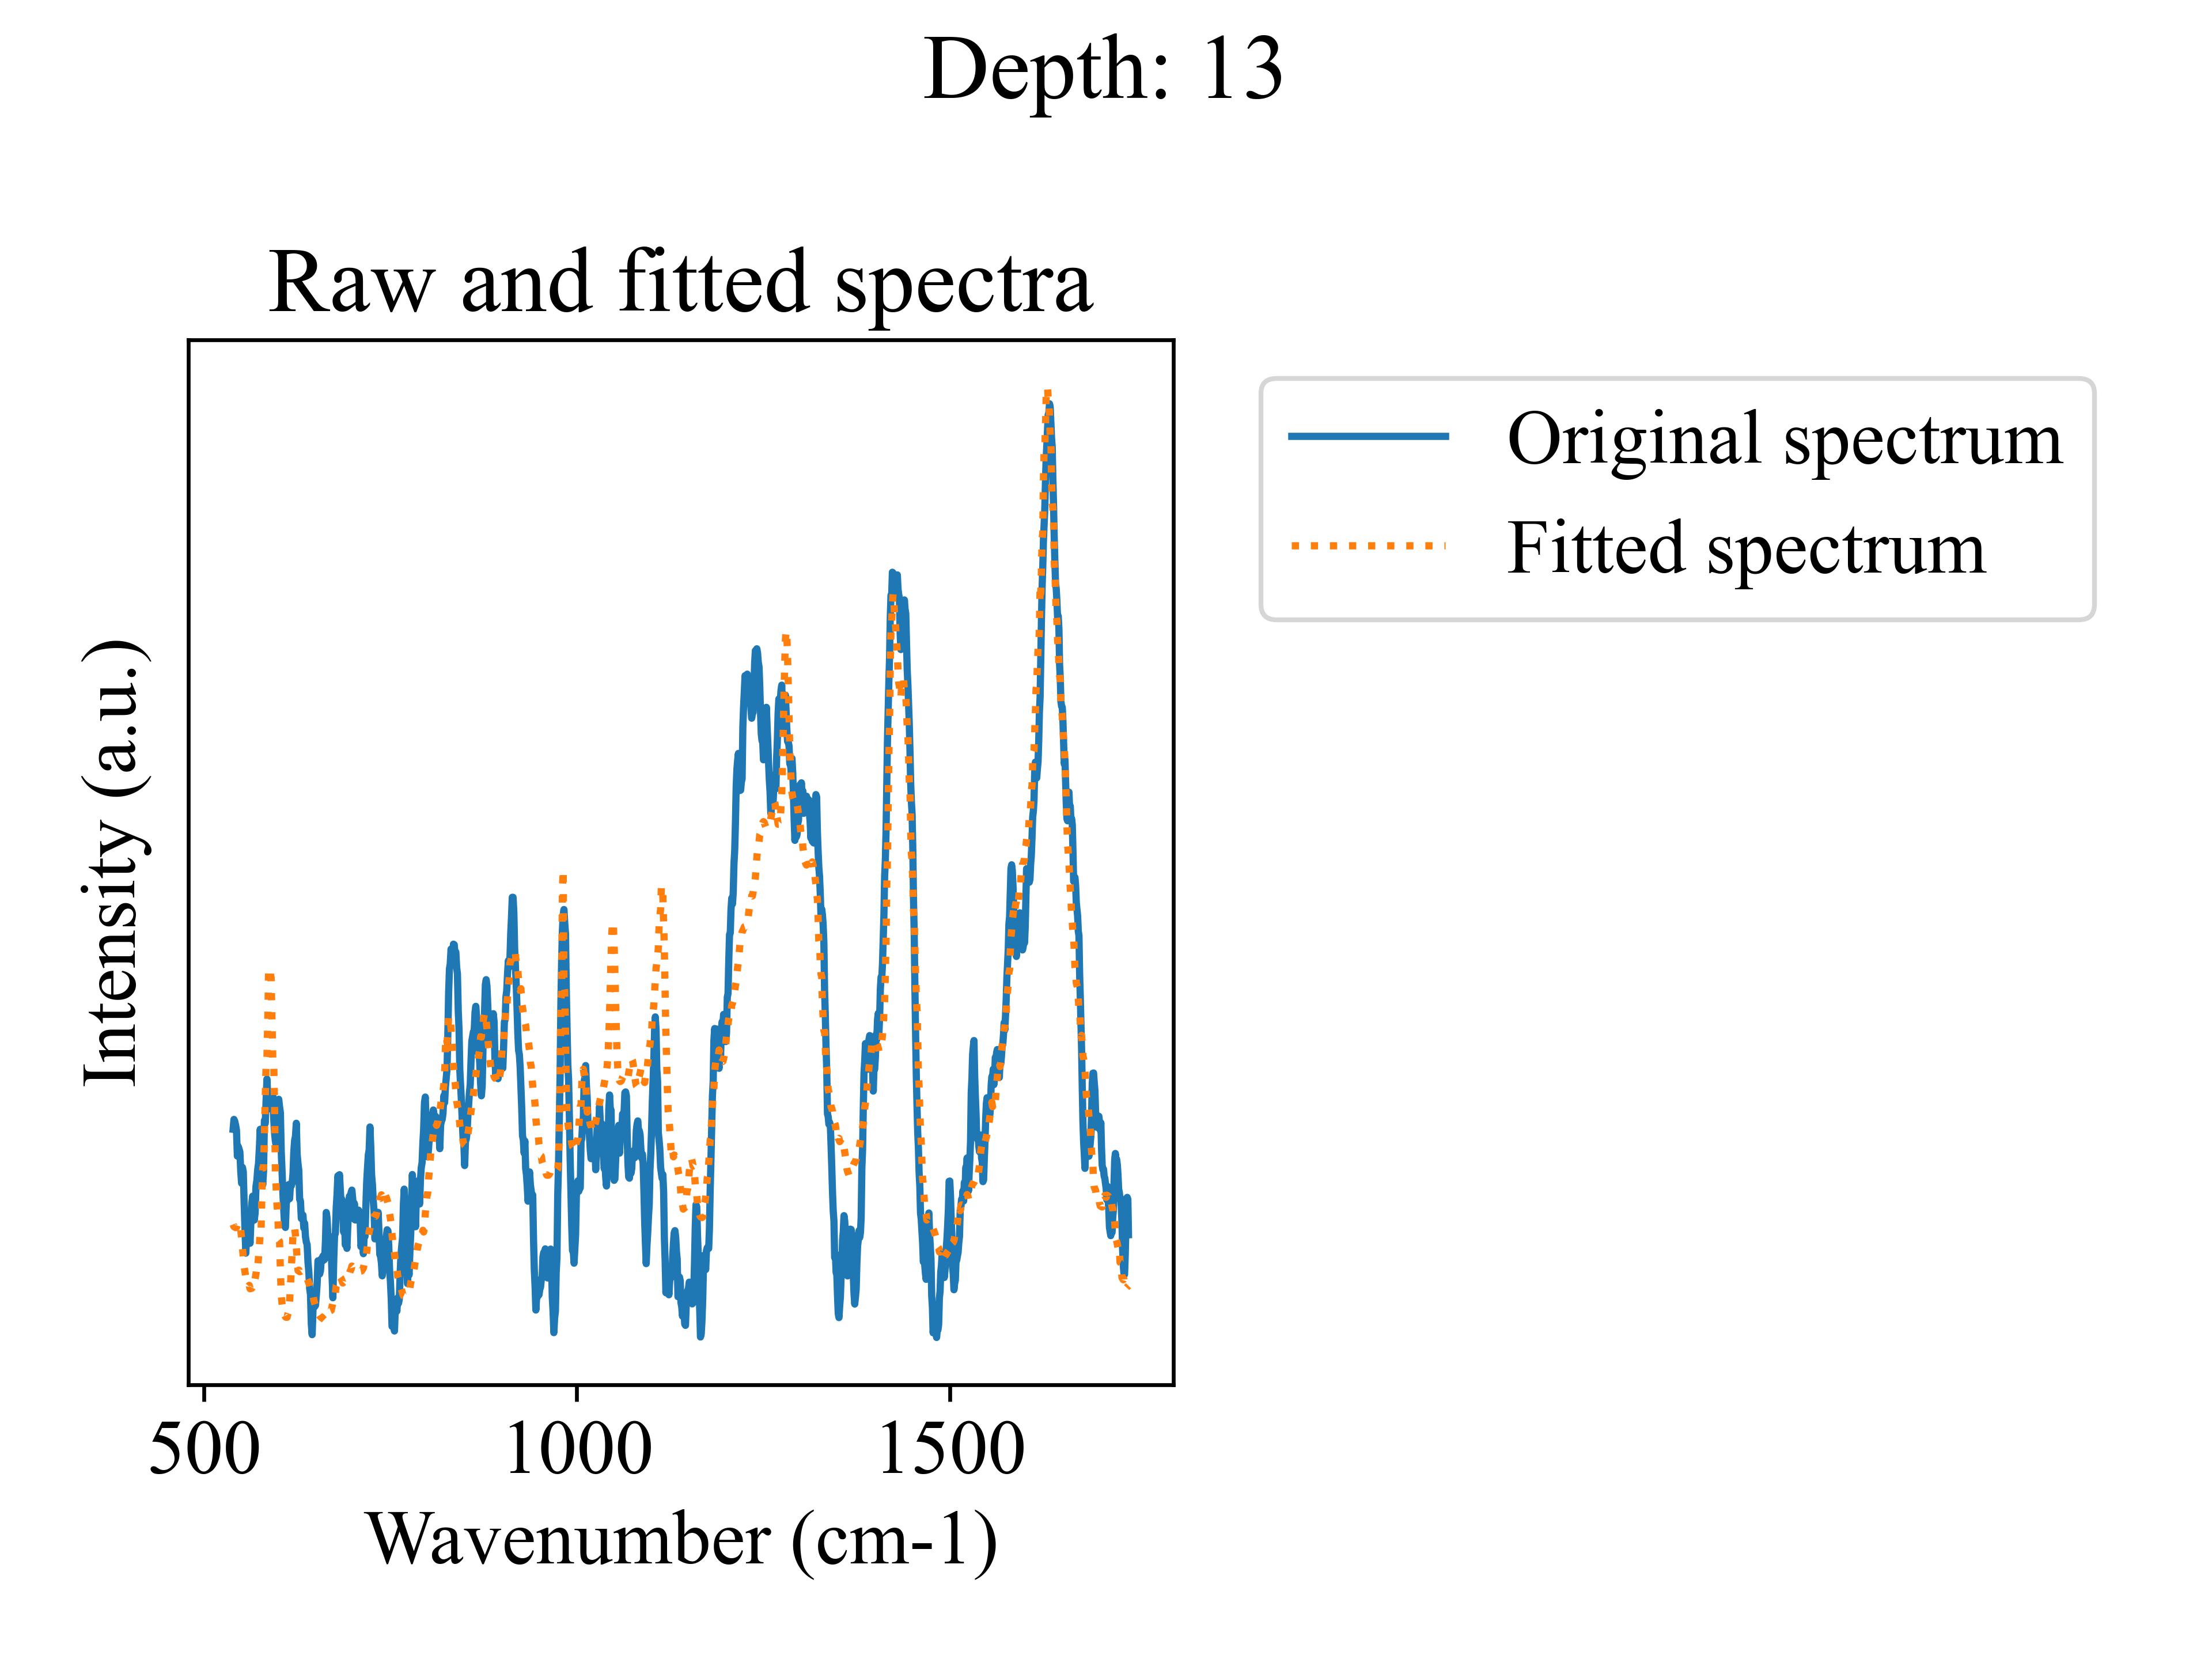 Depth: 13
Raw and fitted spectra
Original spectrum
Fitted spectrum
Intensity (a.u.)
500 1000 1500
Wavenumber (cm-1)